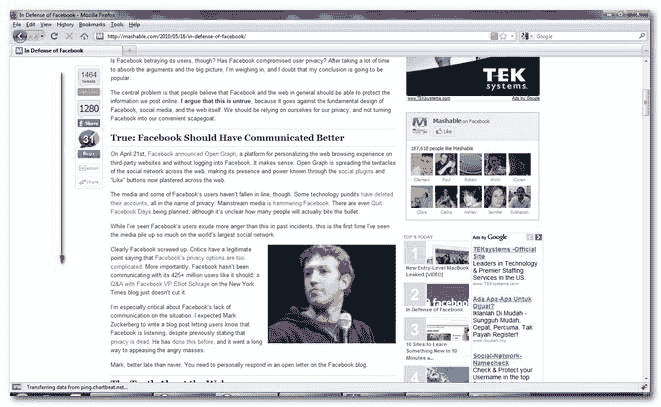 In Defense of Facebook - Mozilla Firefox
File Edit View History Bookmarks Tools Help
http://mashable.com/2010/05/16/in-defense-of-facebook/
Google
In Defense of Facebook
1464
1280
Share
31
Is Facebook betraying its users, though? Has Facebook compromised user privacy? After taking a lot of time
to absorb the arguments and the big picture, I'm weighing in, and I doubt that my conclusion is going to be
popular.
The central problem is that people believe that Facebook and the web in general should be able to protect the
information we post online. I argue that this is untrue, because it goes against the fundamental design of
Facebook, social media, and the web itself. We should be relying on ourselves for our privacy, and not turning
Facebook into our convenient scapegoat.
True: Facebook Should Have Communicated Better
On April 21st, Facebook announced Open Graph, a platform for personalizing the web browsing experience on
third-party websites and without logging into Facebook. It makes sense. Open Graph is spreading the tentacles
of the social network across the web, making its presence and power known through the social plugins and
"Like" buttons now plastered across the web.
The media and some of Facebook's users haven't fallen in line, though. Some technology pundits have deleted
their accounts, all in the name of privacy. Mainstream media is hammering Facebook. There are even Quit
Facebook Days being planned, although it's unclear how many people will actually bite the bullet.
While I've seen Facebook's users exude more anger than this in past incidents, this is the first time I've seen
the media pile up so much on the world's largest social network.
Clearly Facebook screwed up. Critics have a legitimate
point saying that Facebook's privacy options are too
complicated. More importantly, Facebook hasn't been
communicating with its 425+ million users like it should: a
Q&A with Facebook VP Elliot Schrage on the New York
Times blog just doesn't cut it.
I'm especially critical about Facebook's lack of
communication on the situation. I expected Mark
Zuckerberg to write a blog post letting users know that
Facebook is listening, despite previously stating that
privacy is dead. He has done this before, and it went a long
way to appeasing the angry masses.
Mark, better late than never. You need to personally respond in an open letter on the Facebook blog.
TEK
systems.
www.TEKsystems.com
Ads by Google
Mashable on Facebook
Like
187,618 people like Mashable
TOP 5 TODAY
1
New Entry-Level MacBook
Leaked [VIDEO]
2
In Defense of Facebook
3
10 Sites to Learn
Something New in 10
Minutes a...
4
Ads by Google
TEKsystems -Official
Site
Leaders in Technology
& Premier Staffing
Services in the US.
www.TEKsystems.com
Ada Apa-Apa Untuk
Dijual?
Iklanlah Di Mudah -
Sungguh Mudah,
Cepat, Percuma. Tak
Payah Register!
www.mudah.my
Social-Network-
Namecheck
Check & Protect your
Username in the top
Transferring data from ping.chartbeat.net...